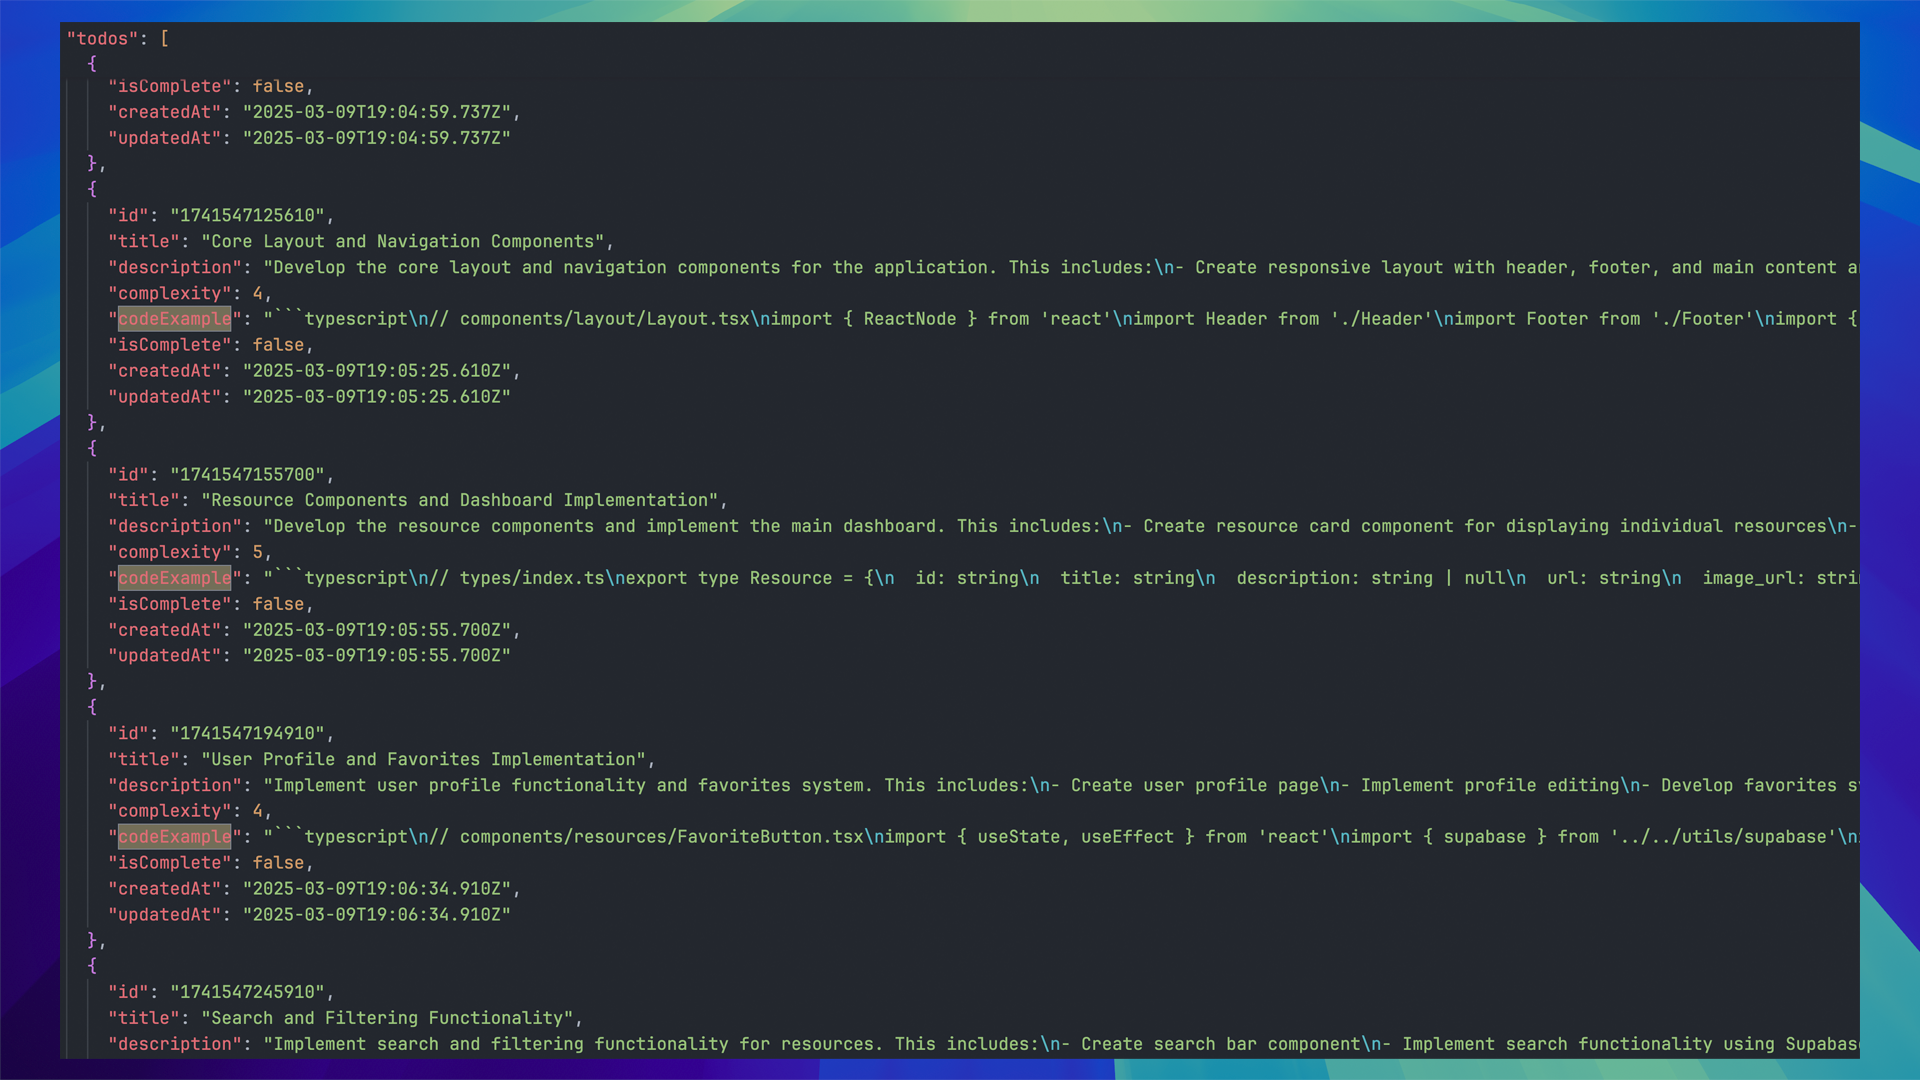 "todos": [
{
"isComplete": false,
"createdAt": "2025-03-09T19:04:59.737Z",
"updatedAt": "2025-03-09T19:04:59.737Z"
},
{
"id": "1741547125610",
"title": "Core Layout and Navigation Components",
"description": "Develop the core layout and navigation components for the application. This includes:\n- Create responsive layout with header, footer, and main content a
"complexity": 4,
"codeExample": "```typescript\n// components/layout/Layout.tsx\nimport { ReactNode } from 'react'\nimport Header from './Header'\nimport Footer from './Footer'\nimport {
"isComplete": false,
"createdAt": "2025-03-09T19:05:25.610Z",
"updatedAt": "2025-03-09T19:05:25.610Z"
},
{
"id": "1741547155700",
"title": "Resource Components and Dashboard Implementation",
"description": "Develop the resource components and implement the main dashboard. This includes:\n- Create resource card component for displaying individual resources\n-
"complexity": 5,
"codeExample": "```typescript\n// types/index.ts\nexport type Resource = {\n  id: string\n  title: string\n  description: string | null\n  url: string\n  image_url: stri
"isComplete": false,
"createdAt": "2025-03-09T19:05:55.700Z",
"updatedAt": "2025-03-09T19:05:55.700Z"
},
{
"id": "1741547194910",
"title": "User Profile and Favorites Implementation",
"description": "Implement user profile functionality and favorites system. This includes:\n- Create user profile page\n- Implement profile editing\n- Develop favorites s
"complexity": 4,
"codeExample": "```typescript\n// components/resources/FavoriteButton.tsx\nimport { useState, useEffect } from 'react'\nimport { supabase } from '../../utils/supabase'\n
"isComplete": false,
"createdAt": "2025-03-09T19:06:34.910Z",
"updatedAt": "2025-03-09T19:06:34.910Z"
},
{
"id": "1741547245910",
"title": "Search and Filtering Functionality",
"description": "Implement search and filtering functionality for resources. This includes:\n- Create search bar component\n- Implement search functionality using Supabas